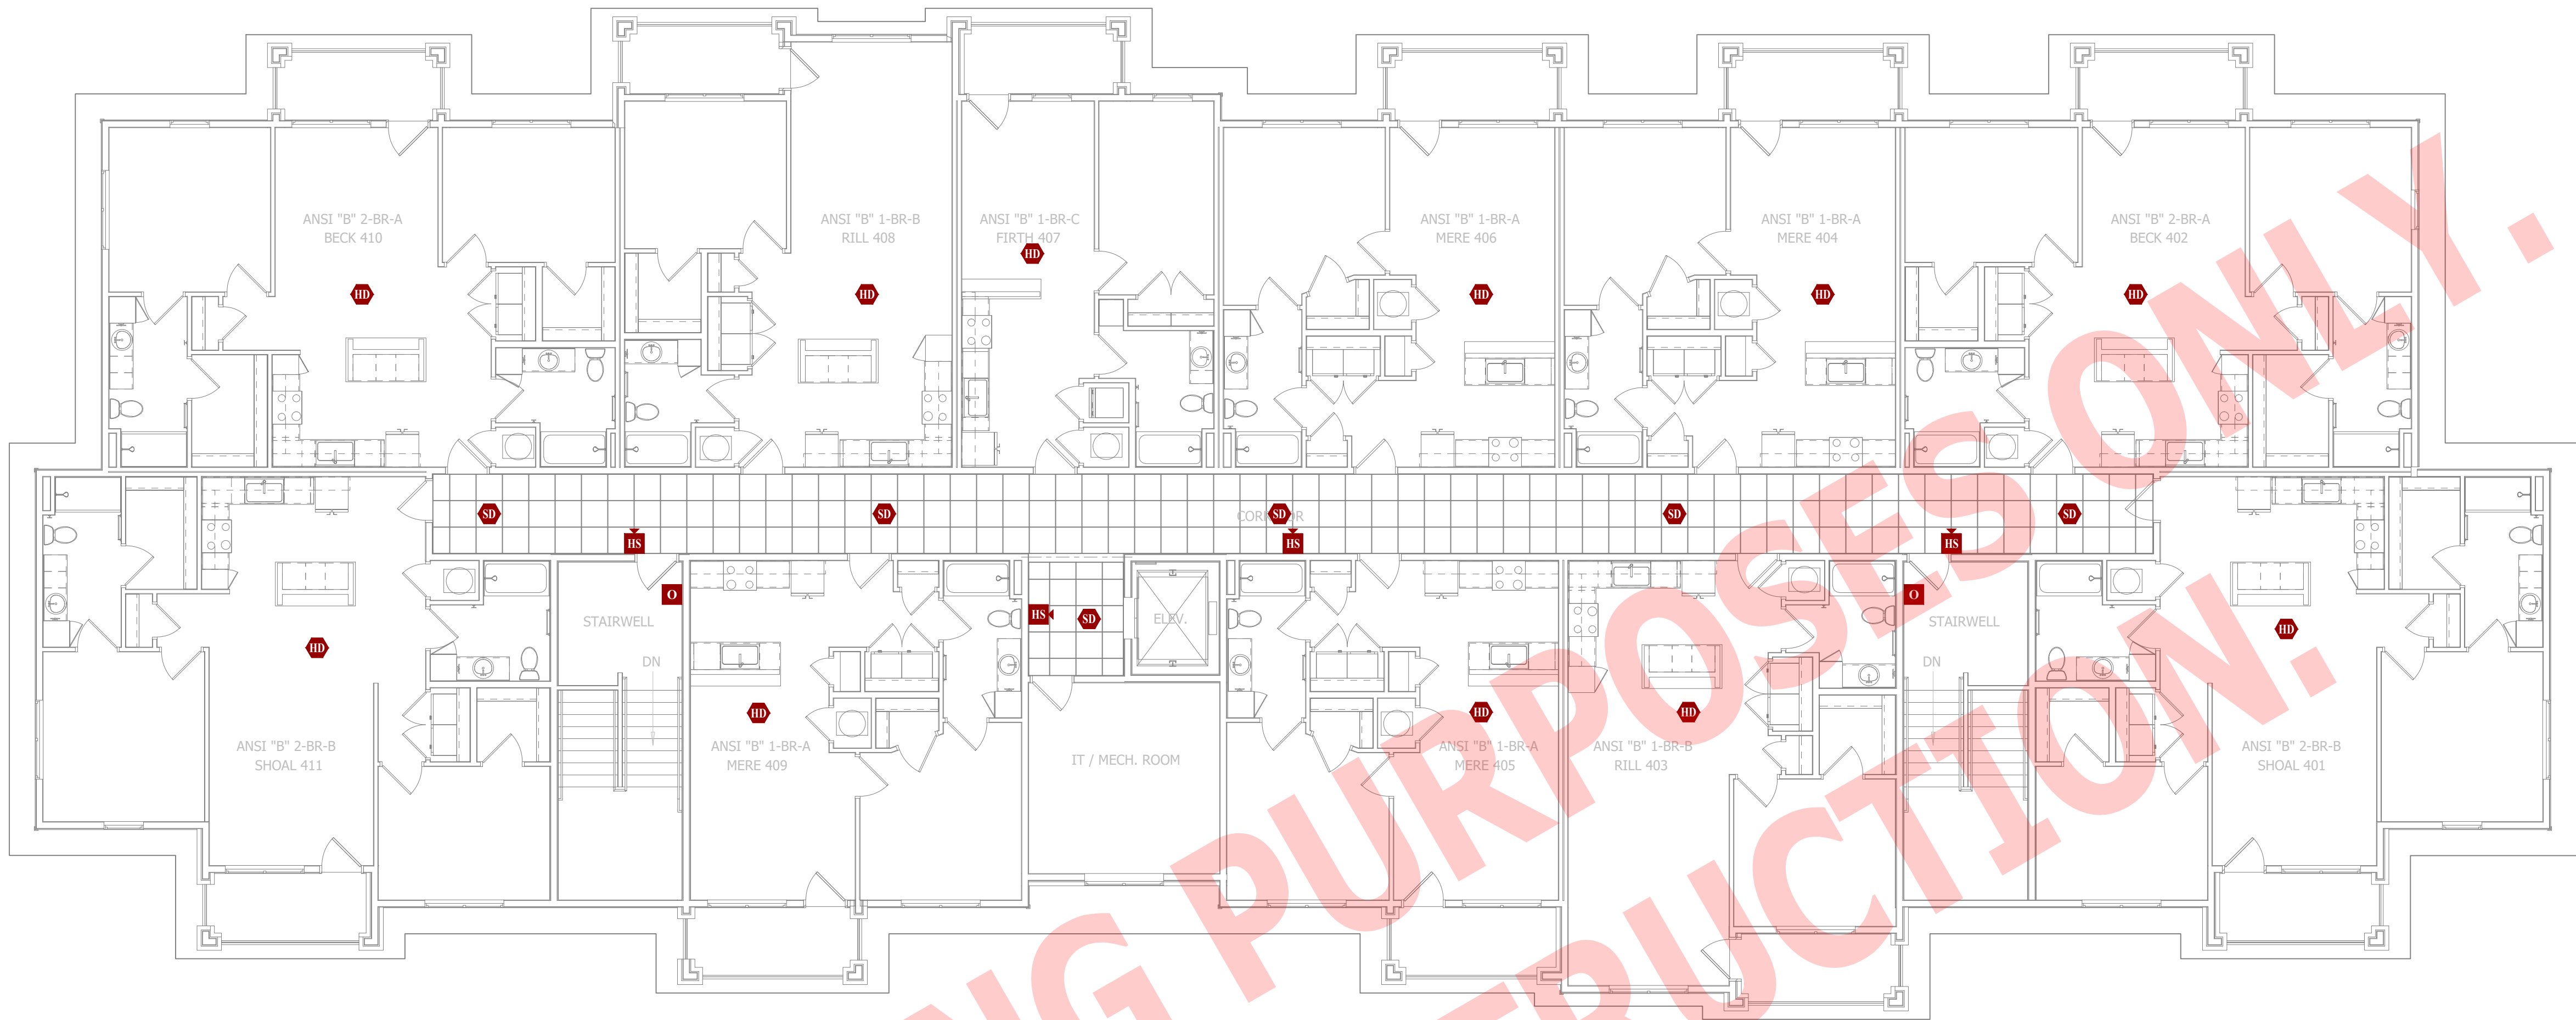 ANSI "B" 2-BR-A
BECK 410
HD
ANSI "B" 1-BR-B
RILL 408
HD
ANSI "B" 1-BR-C
FIRTH 407
HD
ANSI "B" 1-BR-A
MERE 406
HD
ANSI "B" 1-BR-A
MERE 404
HD
ANSI "B" 2-BR-A
BECK 402
HD
SD
SD
SD
SD
SD
CORRIDOR
HS
HS
HS
HD
ANSI "B" 2-BR-B
SHOAL 411
STAIRWELL
DN
O
HD
ANSI "B" 1-BR-A
MERE 409
HS
SD
ELEV.
IT / MECH. ROOM
HD
ANSI "B" 1-BR-A
MERE 405
HD
ANSI "B" 1-BR-B
RILL 403
O
STAIRWELL
DN
HD
ANSI "B" 2-BR-B
SHOAL 401
NG PURPOSES ONLY.
TRUCTION.